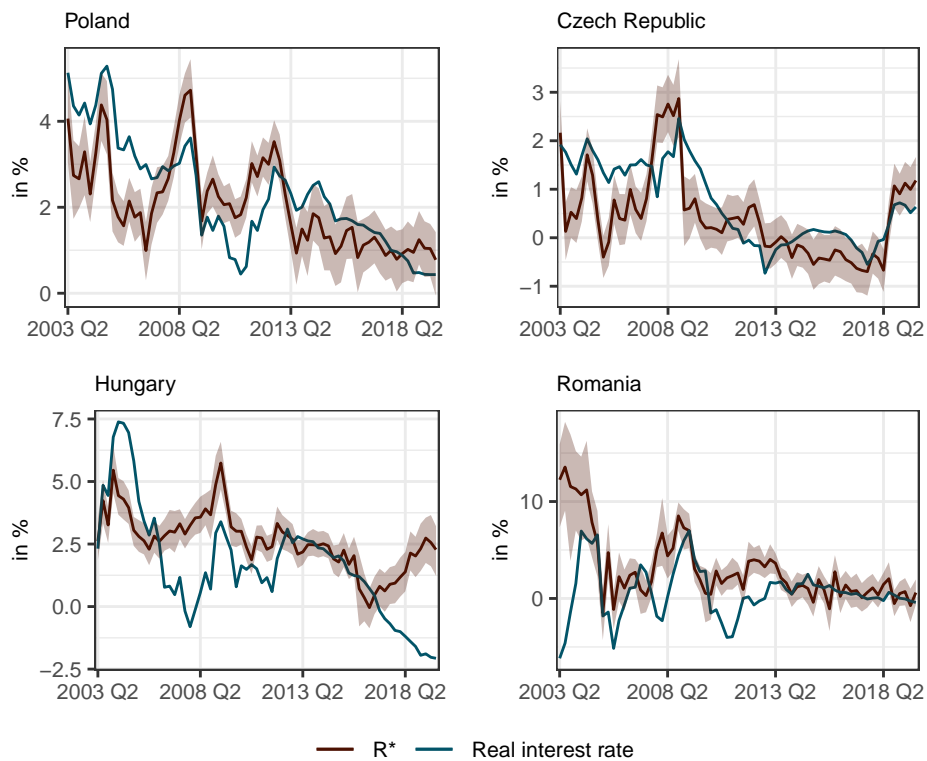 Poland
in %
4
2
0
2003 Q2 2008 Q2 2013 Q2 2018 Q2
Czech Republic
in %
3
2
1
0
−1
2003 Q2 2008 Q2 2013 Q2 2018 Q2
Hungary
in %
7.5
5.0
2.5
0.0
−2.5
2003 Q2 2008 Q2 2013 Q2 2018 Q2
Romania
in %
10
0
2003 Q2 2008 Q2 2013 Q2 2018 Q2
R* Real interest rate